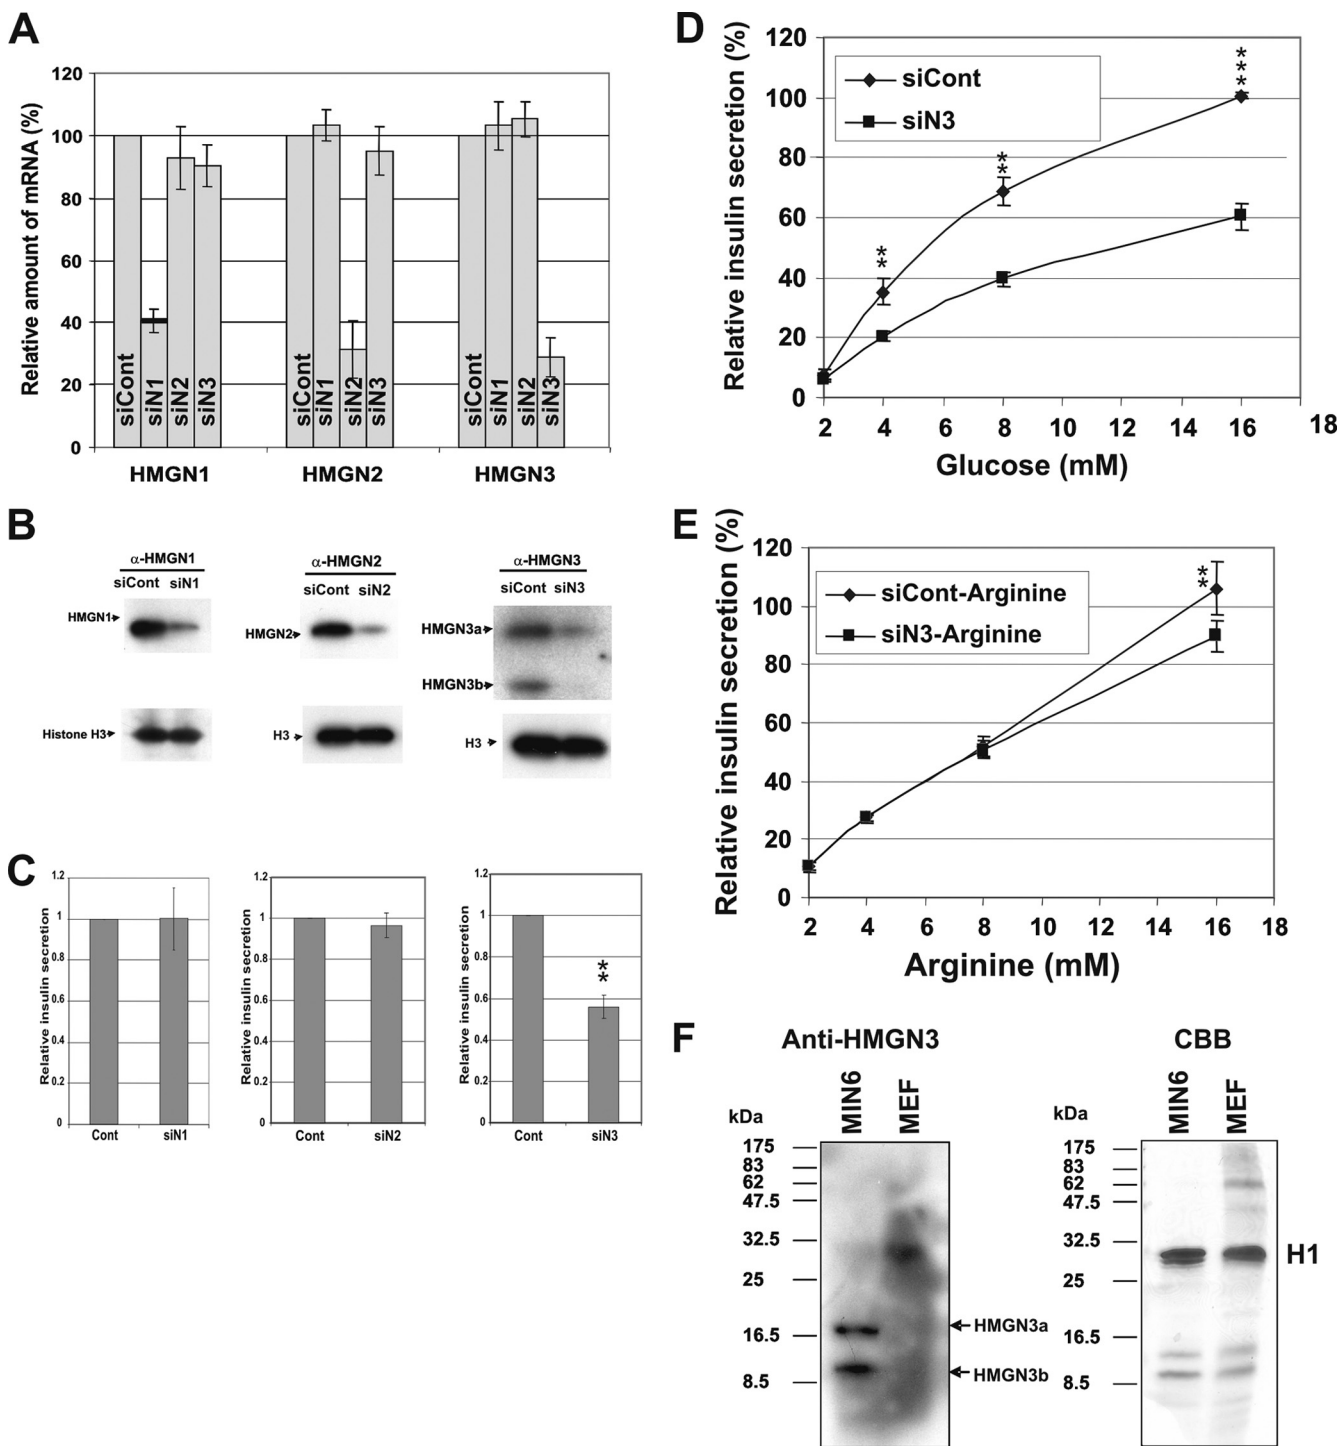 A
Relative amount of mRNA (%)
120
100
80
60
40
20
0
siCont
siN1
siN2
siN3
siCont
siN1
siN2
siN3
siCont
siN1
siN2
siN3
HMGN1
HMGN2
HMGN3
B
α-HMGN1
siCont siN1
HMGN1
Histone H3
α-HMGN2
siCont siN2
HMGN2
H3
α-HMGN3
siCont siN3
HMGN3a
HMGN3b
H3
C
Relative insulin secretion
1.2
1
0.8
0.6
0.4
0.2
0
Cont siN1
Relative insulin secretion
1.2
1
0.8
0.6
0.4
0.2
0
Cont siN2
Relative insulin secretion
1.2
1
0.8
0.6
0.4
0.2
0
**
Cont siN3
D
Relative insulin secretion (%)
120
100
80
60
40
20
0
siCont
siN3
**
**
***
2 4 6 8 10 12 14 16 18
Glucose (mM)
E
Relative insulin secretion (%)
120
100
80
60
40
20
0
siCont-Arginine
siN3-Arginine
**
2 4 6 8 10 12 14 16 18
Arginine (mM)
F
Anti-HMGN3
MIN6
MEF
kDa
175
83
62
47.5
32.5
25
16.5
8.5
HMGN3a
HMGN3b
CBB
MIN6
MEF
kDa
175
83
62
47.5
32.5
25
16.5
8.5
H1